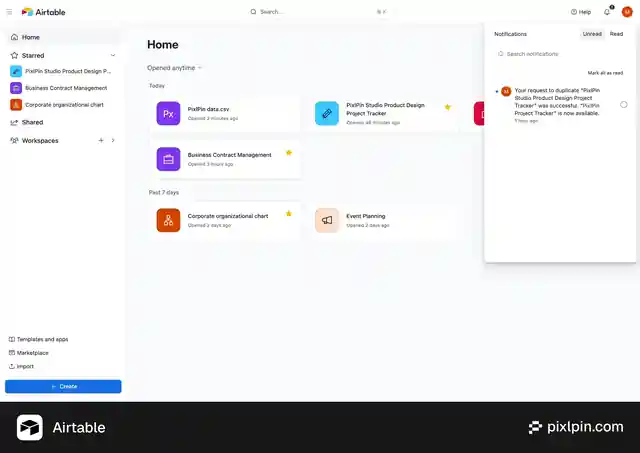 Airtable
Search...
⌘ K
Help
M
Home
Starred
PixlPin Studio Product Design P...
Business Contract Management
Corporate organizational chart
Shared
Workspaces
Templates and apps
Marketplace
Import
+ Create
Home
Opened anytime
Today
Px
PixlPin data.csv
Opened 3 minutes ago
PixlPin Studio Product Design
Project Tracker
Opened 46 minutes ago
Business Contract Management
Opened 3 hours ago
Past 7 days
Corporate organizational chart
Opened 2 days ago
Event Planning
Opened 2 days ago
Notifications
Unread
Read
Search notifications
Mark all as read
M
Your request to duplicate "PixlPin
Studio Product Design Project
Tracker" was successful. "PixlPin
Project Tracker" is now available.
Airtable
pixlpin.com